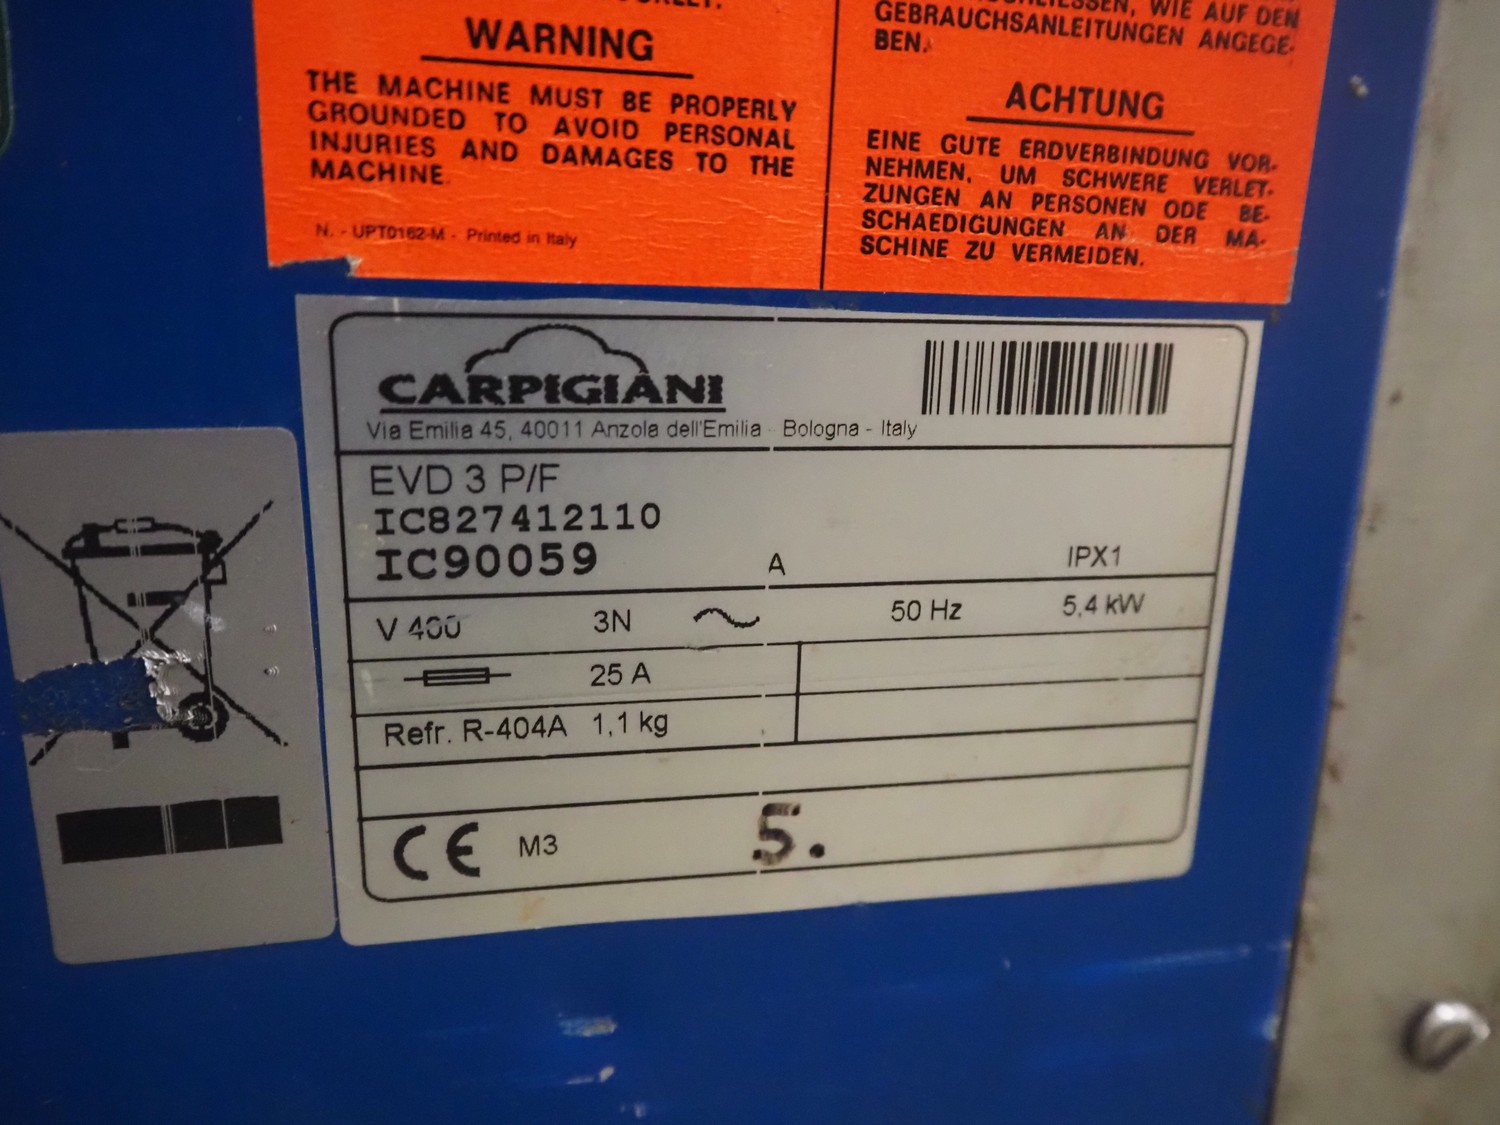 WARNING
THE MACHINE MUST BE PROPERLY
GROUNDED TO AVOID PERSONAL
INJURIES AND DAMAGES TO THE
MACHINE.
N. - UPT0162-M - Printed in Italy
WIE AUF DEN
GEBRAUCHSANLEITUNGEN ANGEGE-
BEN.
ACHTUNG
EINE GUTE ERDVERBINDUNG VOR-
NEHMEN, UM SCHWERE VERLET-
ZUNGEN AN PERSONEN ODE BE-
SCHAEDIGUNGEN AN DER MA-
SCHINE ZU VERMEIDEN.
CARPIGIANI
Via Emilia 45, 40011 Anzola dell'Emilia Bologna - Italy
EVD 3 P/F
IC827412110
IC90059 A IPX1
V 400 3N 50 Hz 5,4 kW
25 A
Refr. R-404A 1,1 kg
CE M3 5.